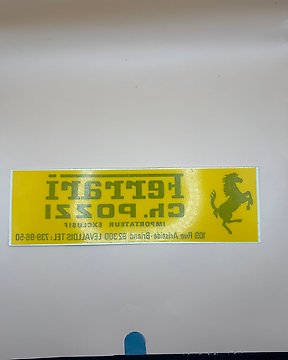 Ferrari
Ch. POZZI
IMPORTATEUR EXCLUSIF
109 Rue Aristide-Briand 92300 LEVALLOIS TEL: 739-96-50